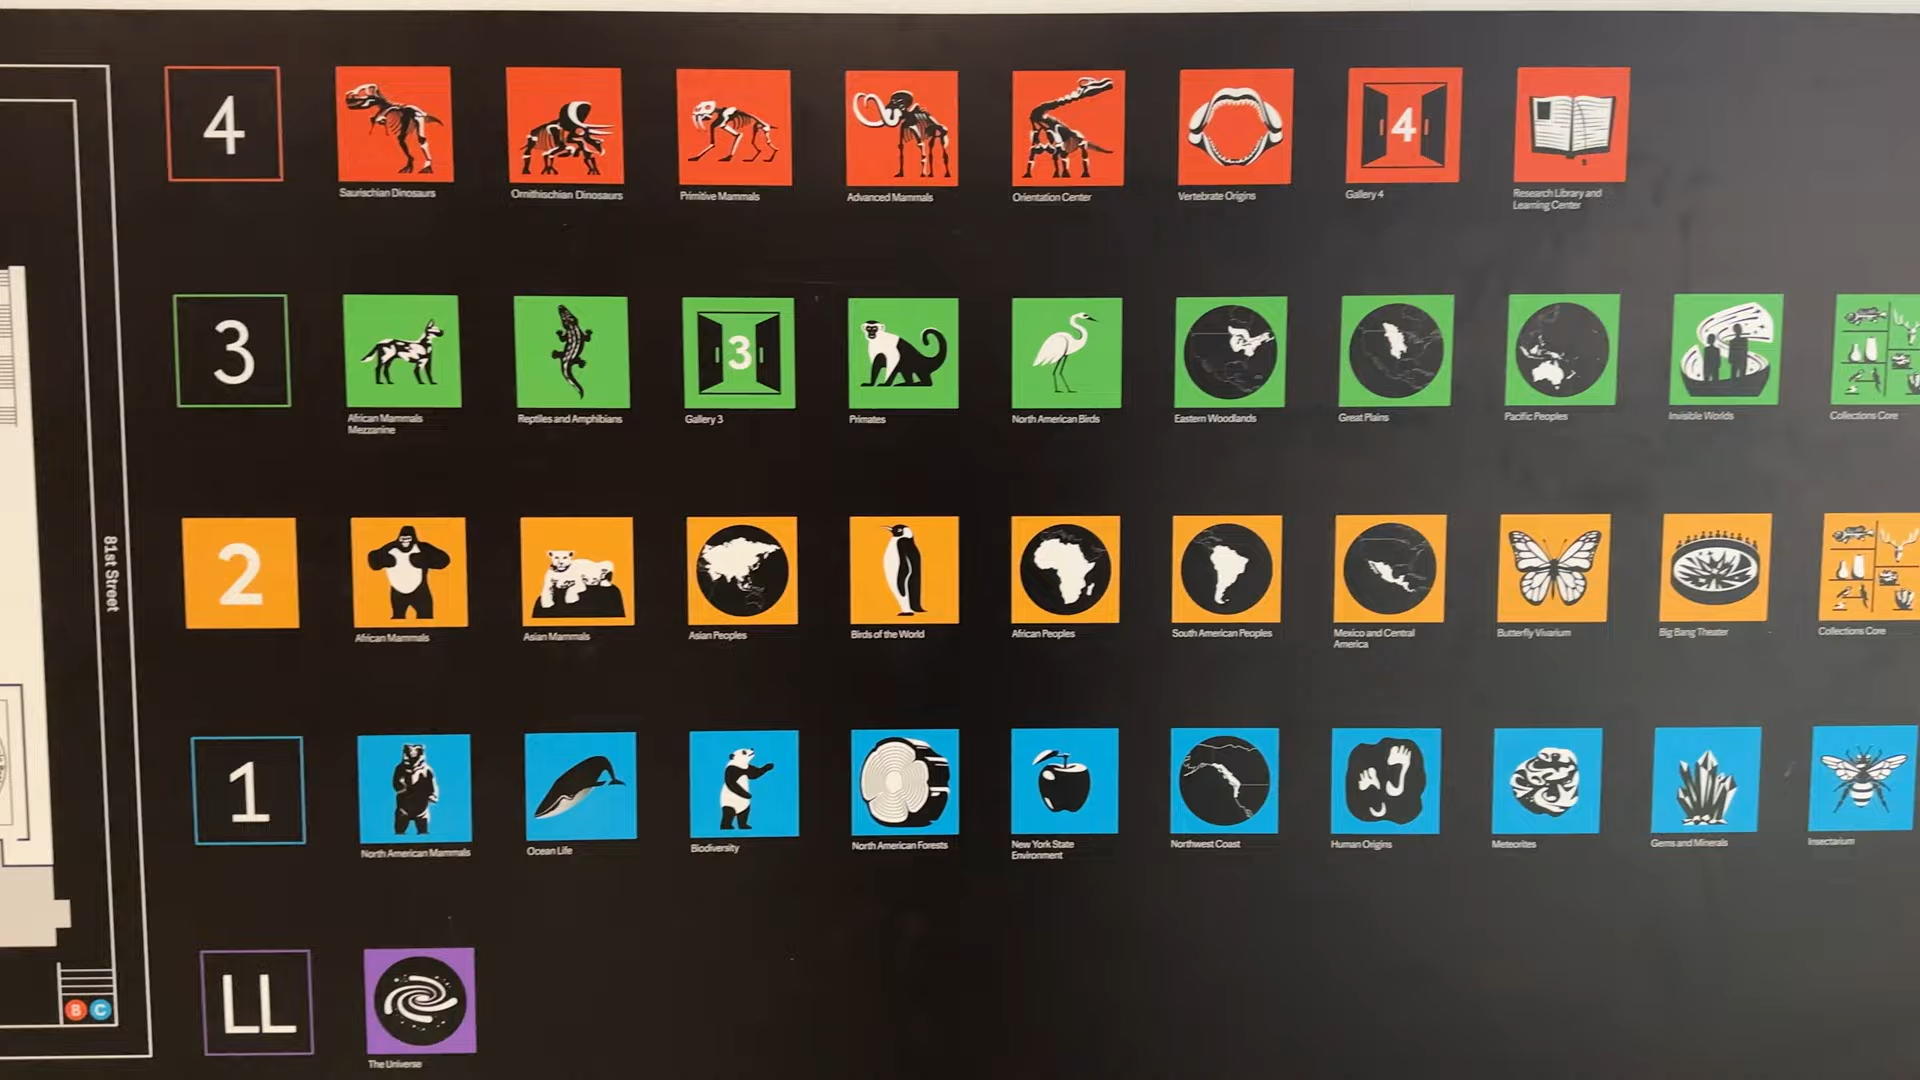 4
Saurischian Dinosaurs
Ornithischian Dinosaurs
Primitive Mammals
Advanced Mammals
Orientation Center
Vertebrate Origins
4
Gallery 4
Research Library and
Learning Center
3
African Mammals
Mezzanine
Reptiles and Amphibians
3
Gallery 3
Primates
North American Birds
Eastern Woodlands
Great Plains
Pacific Peoples
Invisible Worlds
Collections Core
81st Street
2
African Mammals
Asian Mammals
Asian Peoples
Birds of the World
African Peoples
South American Peoples
Mexico and Central
America
Butterfly Vivarium
Big Bang Theater
Collections Core
1
North American Mammals
Ocean Life
Biodiversity
North American Forests
New York State
Environment
Northwest Coast
Human Origins
Meteorites
Gems and Minerals
Insectarium
B C
LL
The Universe